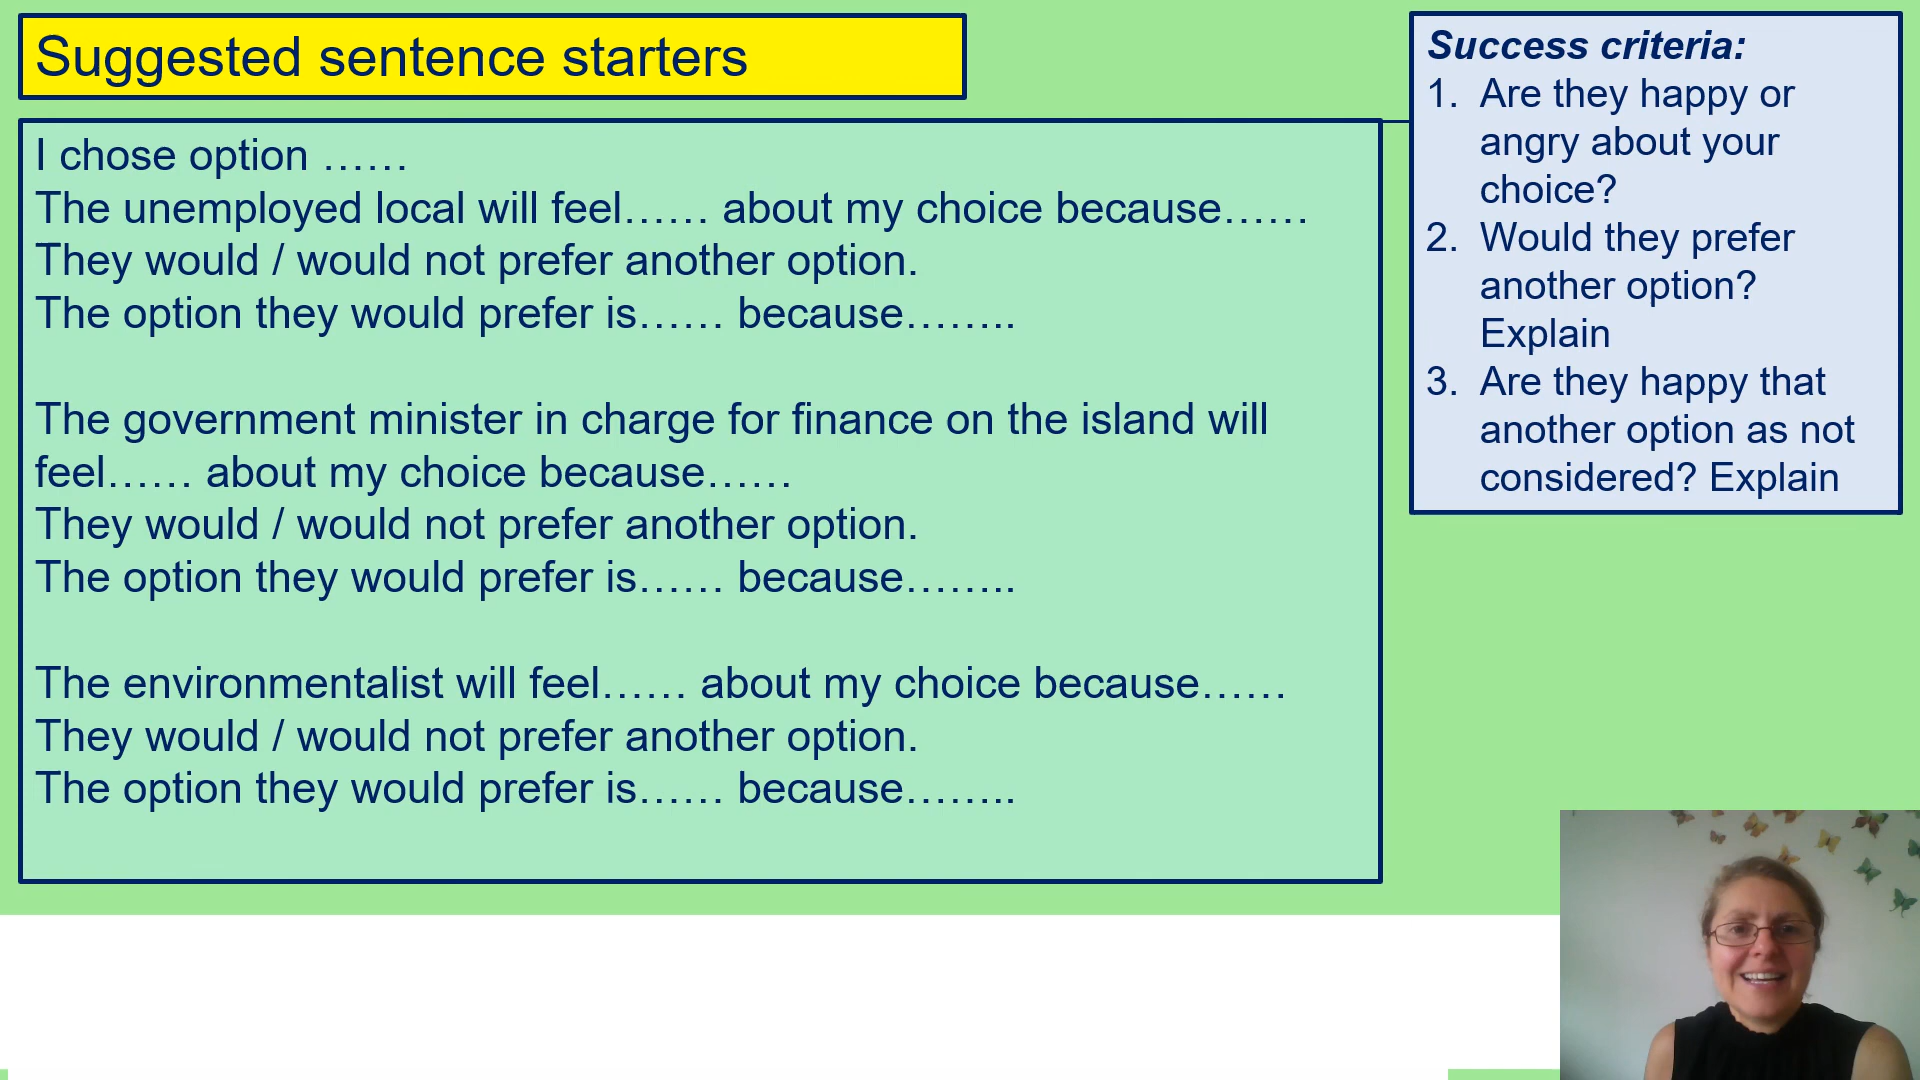 Suggested sentence starters
I chose option ……
The unemployed local will feel…… about my choice because……
They would / would not prefer another option.
The option they would prefer is…… because……..
The government minister in charge for finance on the island will
feel…… about my choice because……
They would / would not prefer another option.
The option they would prefer is…… because……..
The environmentalist will feel…… about my choice because……
They would / would not prefer another option.
The option they would prefer is…… because……..
Success criteria:
1. Are they happy or
angry about your
choice?
2. Would they prefer
another option?
Explain
3. Are they happy that
another option as not
considered? Explain